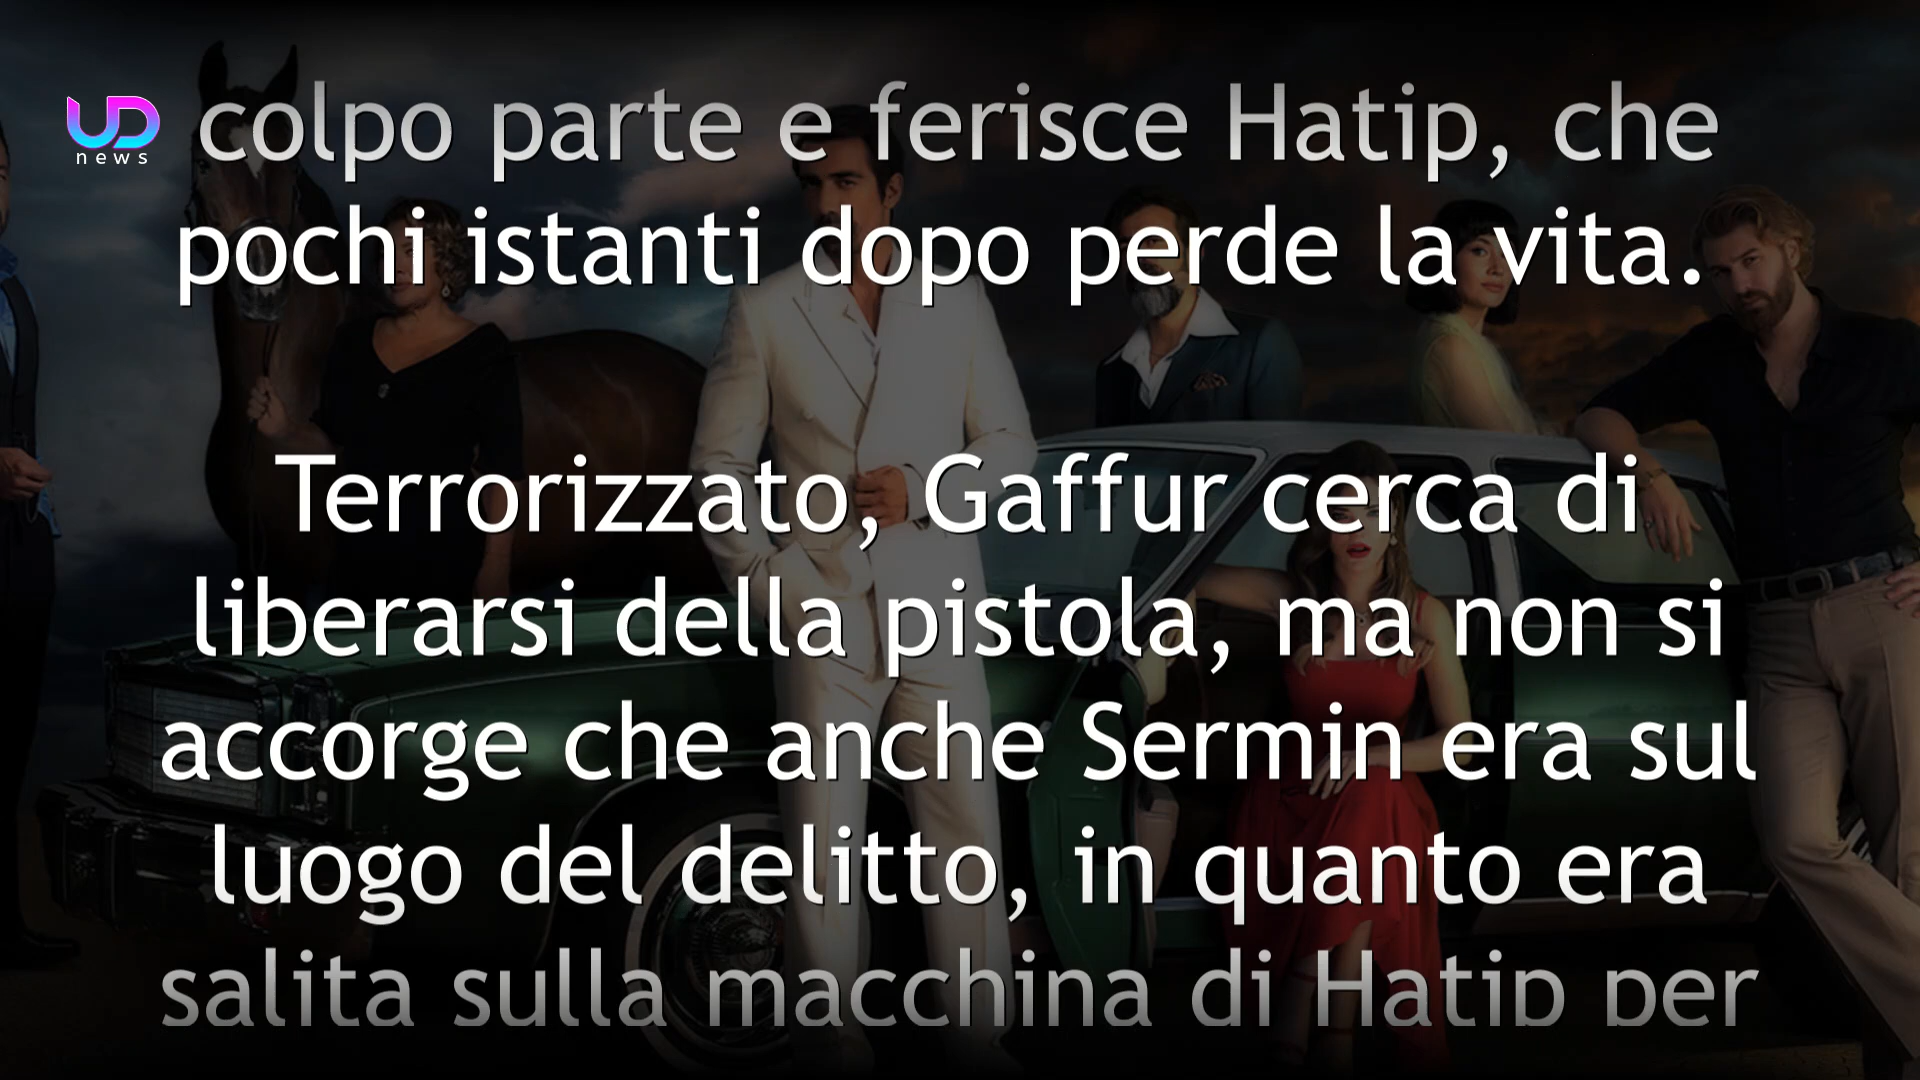 UD
news
colpo parte e ferisce Hatip, che
pochi istanti dopo perde la vita.
Terrorizzato, Gaffur cerca di
liberarsi della pistola, ma non si
accorge che anche Sermin era sul
luogo del delitto, in quanto era
salita sulla macchina di Hatip per